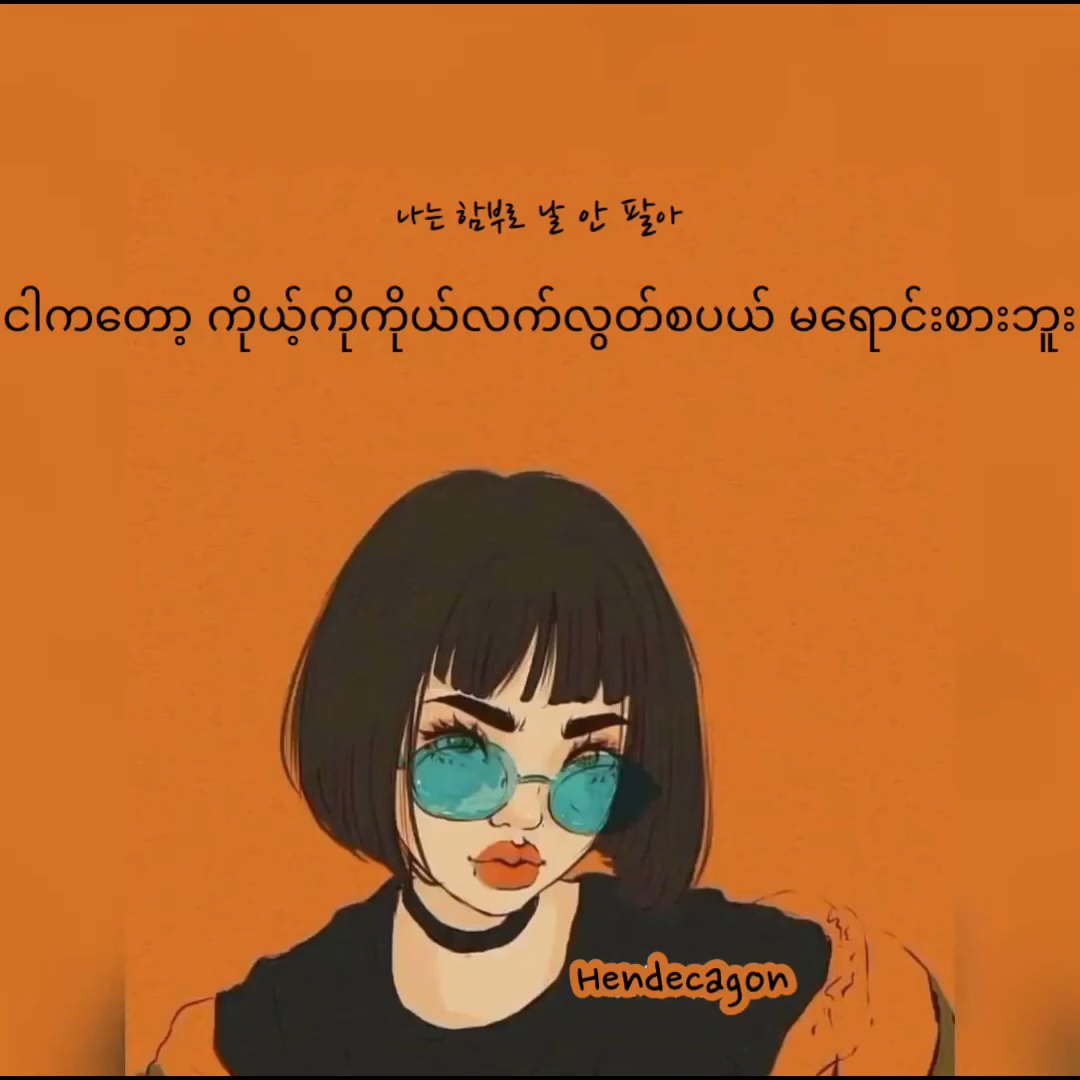 나는 함부로 날 안 팔아
ငါကတော့ ကိုယ့်ကိုကိုယ်လက်လွတ်စပယ် မရောင်းစားဘူး
Hendecagon